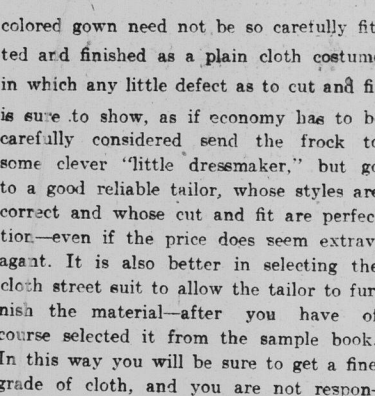 colored gown need not be so carefully fit
ted and finished as a plain cloth costum
in which any little defect as to cut and fi
is sure to show, as if economy has to b
carefully considered send the frock to
some clever "little dressmaker," but go
to a good reliable tailor, whose styles are
correct and whose cut and fit are perfec
tion—even if the price does seem extrav
agant. It is also better in selecting the
cloth street suit to allow the tailor to fur
nish the material—after you have of
course selected it from the sample book.
In this way you will be sure to get a fine
grade of cloth, and you are not respon-